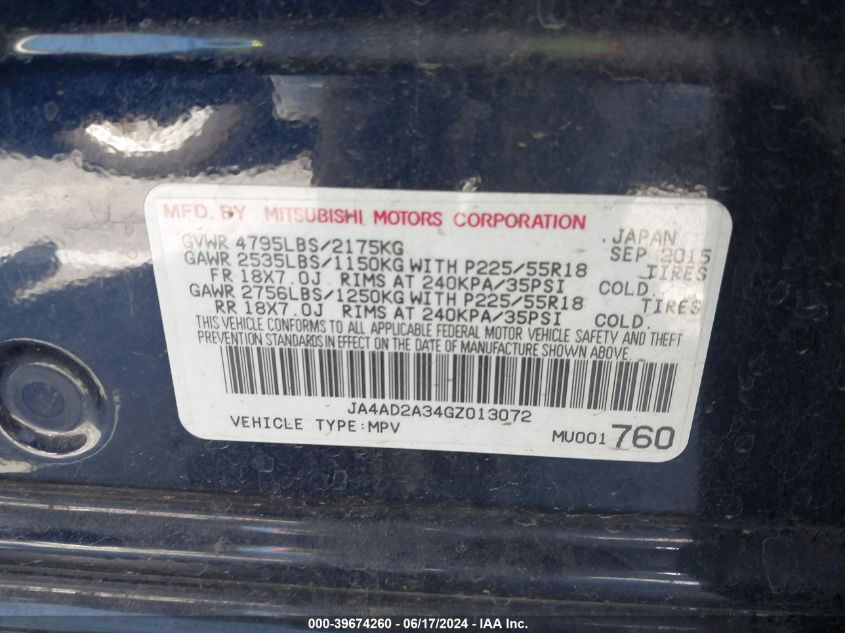 MFD. BY MITSUBISHI MOTORS CORPORATION
JAPAN
GVWR 4795LBS/2175KG SEP 2015
GAWR 2535LBS/1150KG WITH P225/55R18 TIRES
FR 18X7.0J RIMS AT 240KPA/35PSI COLD.
GAWR 2756LBS/1250KG WITH P225/55R18 TIRES
RR 18X7.0J RIMS AT 240KPA/35PSI COLD.
THIS VEHICLE CONFORMS TO ALL APPLICABLE FEDERAL MOTOR VEHICLE SAFETY AND THEFT
PREVENTION STANDARDS IN EFFECT ON THE DATE OF MANUFACTURE SHOWN ABOVE.
JA4AD2A34GZ013072
VEHICLE TYPE:MPV MU001 760
000-39674260 - 06/17/2024 - IAA Inc.